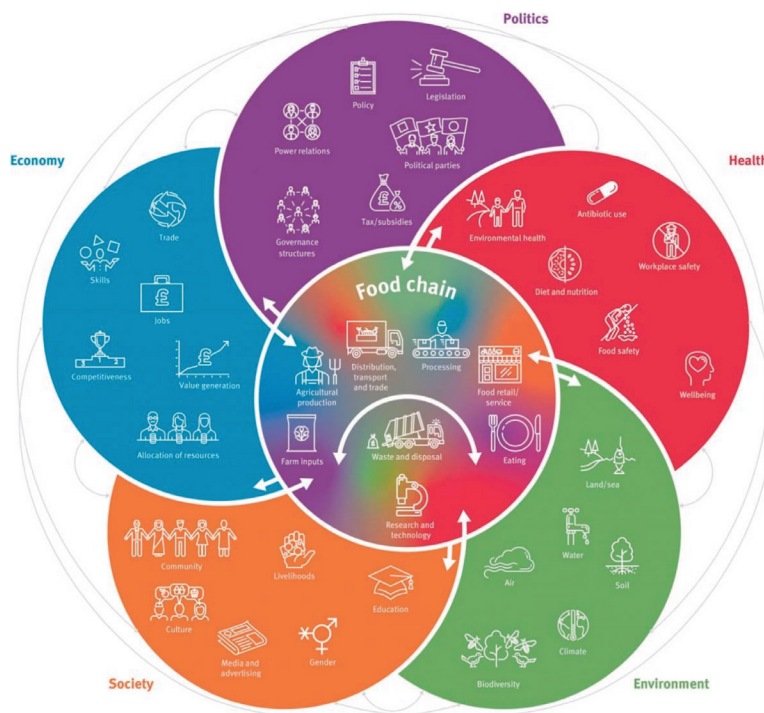 Politics
Policy
Legislation
Power relations
Political parties
Tax/subsidies
Governance
structures
Economy
Trade
Skills
Jobs
£
Competitiveness
Value generation
Allocation of resources
Health
Environmental health
Antibiotic use
Workplace safety
Diet and nutrition
Food safety
Wellbeing
Food chain
Agricultural
production
Distribution,
transport
and trade
Processing
Food retail/
service
Farm inputs
Waste and disposal
Eating
Research and
technology
Society
Community
Livelihoods
Education
Culture
Media and
advertising
Gender
Environment
Land/sea
Water
Air
Soil
Climate
Biodiversity